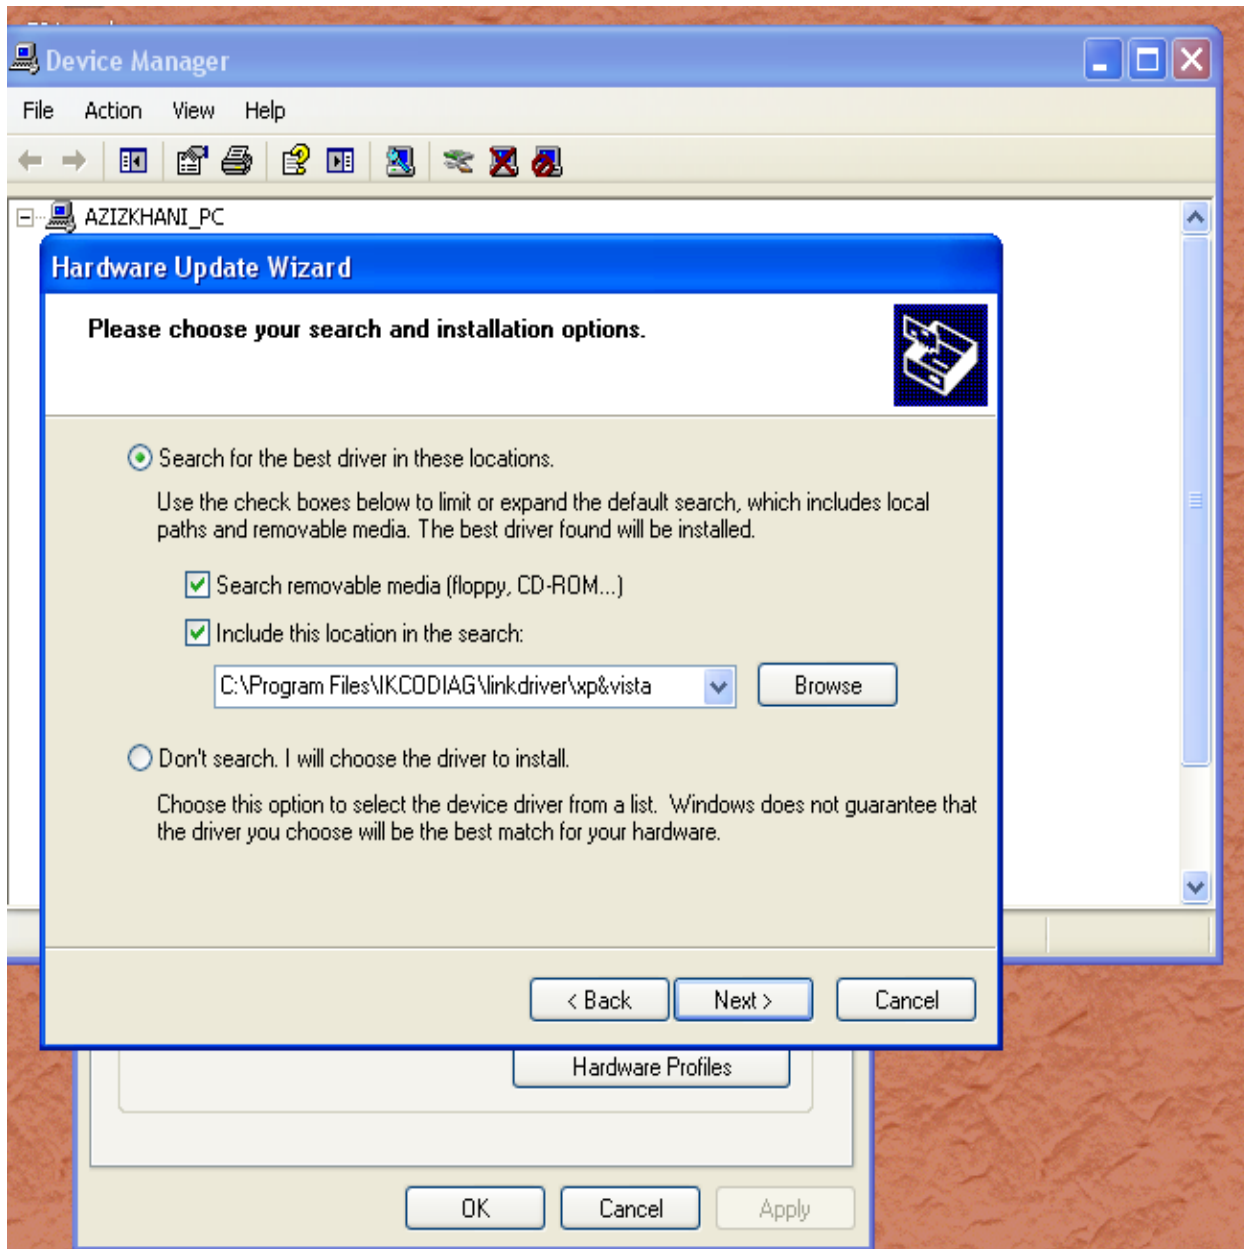 Device Manager
File Action View Help
AZIZKHANI_PC
Hardware Update Wizard
Please choose your search and installation options.
Search for the best driver in these locations.
Use the check boxes below to limit or expand the default search, which includes local
paths and removable media. The best driver found will be installed.
Search removable media (floppy, CD-ROM...)
Include this location in the search:
C:\Program Files\IKCODIAG\linkdriver\xp&vista
Browse
Don't search. I will choose the driver to install.
Choose this option to select the device driver from a list. Windows does not guarantee that
the driver you choose will be the best match for your hardware.
< Back Next > Cancel
Hardware Profiles
OK Cancel Apply